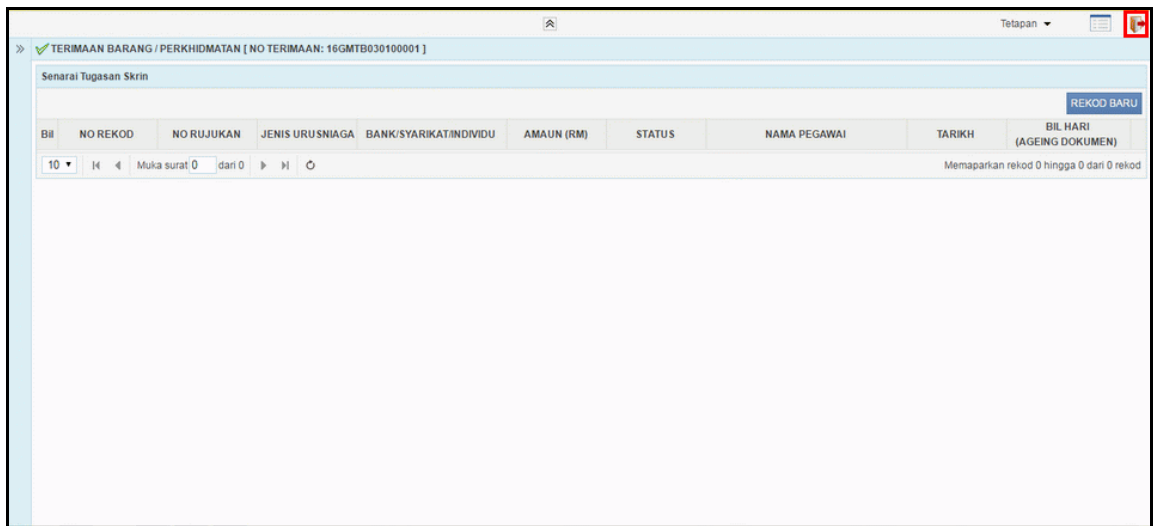 Tetapan
TERIMAAN BARANG / PERKHIDMATAN [ NO TERIMAAN: 16GMTB030100001 ]
Senarai Tugasan Skrin
REKOD BARU
Bil NO REKOD NO RUJUKAN JENIS URUSNIAGA BANK/SYARIKAT/INDIVIDU AMAUN (RM) STATUS NAMA PEGAWAI TARIKH BIL HARI
(AGEING DOKUMEN)
10 Muka surat 0 dari 0 Memaparkan rekod 0 hingga 0 dari 0 rekod